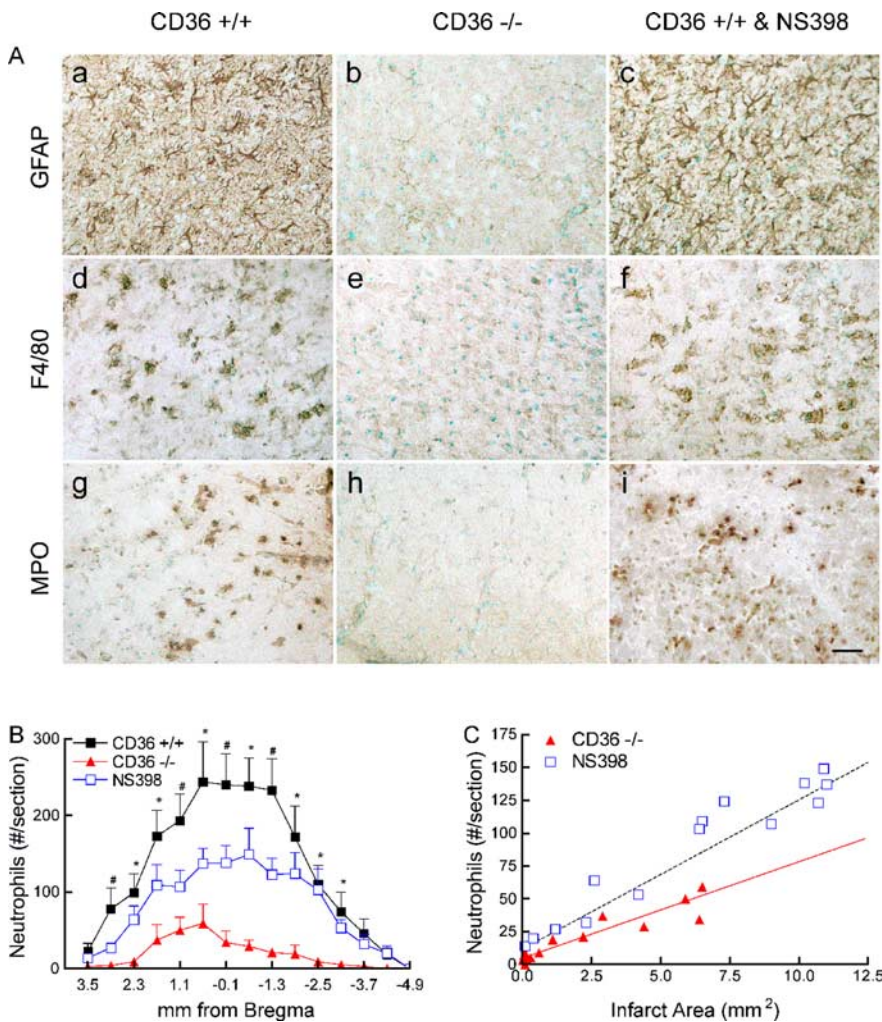 CD36 +/+ CD36 -/- CD36 +/+ & NS398
A
a b c
GFAP
d e f
F4/80
g h i
MPO
B
CD36 +/+
CD36 -/-
NS398
Neutrophils (#/section)
300
200
100
0
# * * # * # * # * * *
3.5 2.3 1.1 -0.1 -1.3 -2.5 -3.7 -4.9
mm from Bregma
C
CD36 -/-
NS398
Neutrophils (#/section)
175
150
125
100
75
50
25
0
0.0 2.5 5.0 7.5 10.0 12.5
Infarct Area (mm²)